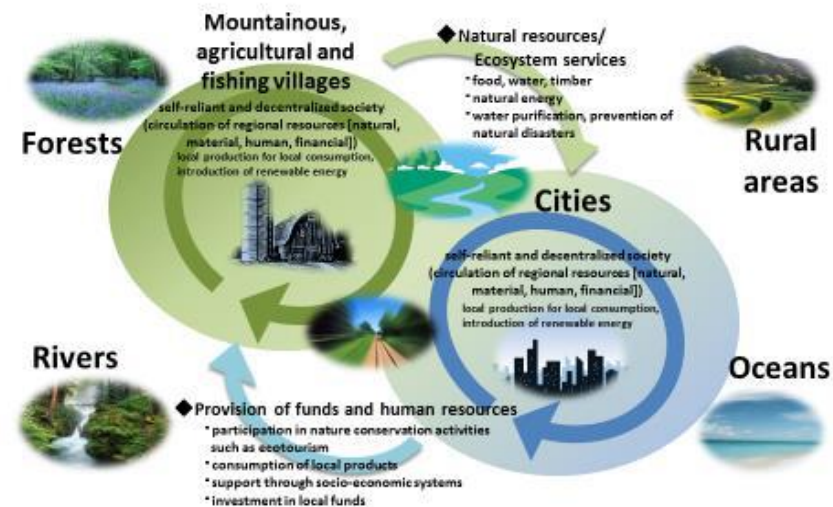 Mountainous,
agricultural and
fishing villages
self-reliant and decentralized society
(circulation of regional resources [natural,
material, human, financial])
local production for local consumption,
introduction of renewable energy
◆Natural resources/
Ecosystem services
・food, water, timber
・natural energy
・water purification, prevention of
natural disasters
Forests
Rural
areas
Cities
self-reliant and decentralized society
(circulation of regional resources [natural,
material, human, financial])
local production for local consumption,
introduction of renewable energy
Rivers
Oceans
◆Provision of funds and human resources
・participation in nature conservation activities
such as ecotourism
・consumption of local products
・support through socio-economic systems
・investment in local funds